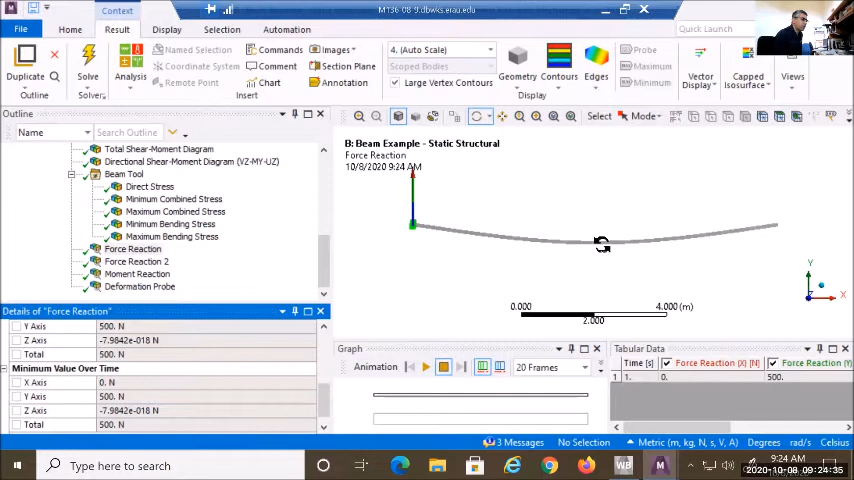 Context
M136-08-9.dbwks.erau.edu
File Home Result Display Selection Automation Quick Launch
Duplicate Solve Analysis Named Selection Commands Images 4. (Auto Scale) Geometry Contours Edges Probe Vector Display Capped Isosurface Views
Coordinate System Comment Section Plane Scoped Bodies Maximum
Remote Point Chart Annotation Large Vertex Contours Minimum
Outline Solver Insert Display
Outline
Name Search Outline
Select Mode
Total Shear-Moment Diagram
Directional Shear-Moment Diagram (VZ-MY-UZ)
Beam Tool
Direct Stress
Minimum Combined Stress
Maximum Combined Stress
Minimum Bending Stress
Maximum Bending Stress
Force Reaction
Force Reaction 2
Moment Reaction
Deformation Probe
B: Beam Example - Static Structural
Force Reaction
10/8/2020 9:24 AM
Y
X
Z
0.000 4.000 (m)
2.000
Details of "Force Reaction"
Y Axis 500. N
Z Axis -7.9842e-018 N
Total 500. N
Minimum Value Over Time
X Axis 0. N
Y Axis 500. N
Z Axis -7.9842e-018 N
Total 500. N
Graph
Animation 20 Frames
Tabular Data
Time [s] Force Reaction (X) [N] Force Reaction (Y)
1 1. 0. 500.
3 Messages No Selection Metric (m, kg, N, s, V, A) Degrees rad/s Celsius
Type here to search
WB
M
9:24 AM
2020-10-08 09:24:35